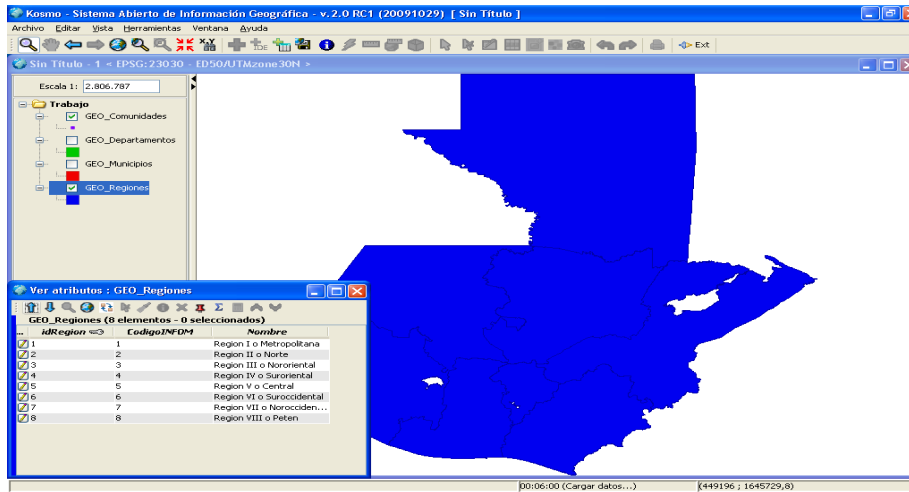 Kosmo - Sistema Abierto de Información Geográfica - v.2.0 RC1 (20091029) [ Sin Título ]
Archivo Editar Vista Herramientas Ventana Ayuda
X,Y IDE Ext
Sin Título - 1 < EPSG:23030 - ED50/UTMzone30N >
Escala 1: 2.806.787
Trabajo
GEO_Comunidades
GEO_Departamentos
GEO_Municipios
GEO_Regiones
Ver atributos : GEO_Regiones
GEO_Regiones (8 elementos - 0 seleccionados)
... idRegion CodigoINFOM Nombre
1 1 Region I o Metropolitana
2 2 Region II o Norte
3 3 Region III o Nororiental
4 4 Region IV o Suroriental
5 5 Region V o Central
6 6 Region VI o Suroccidental
7 7 Region VII o Norocciden...
8 8 Region VIII o Peten
00:06:00 (Cargar datos...) (449196 ; 1645729,8)